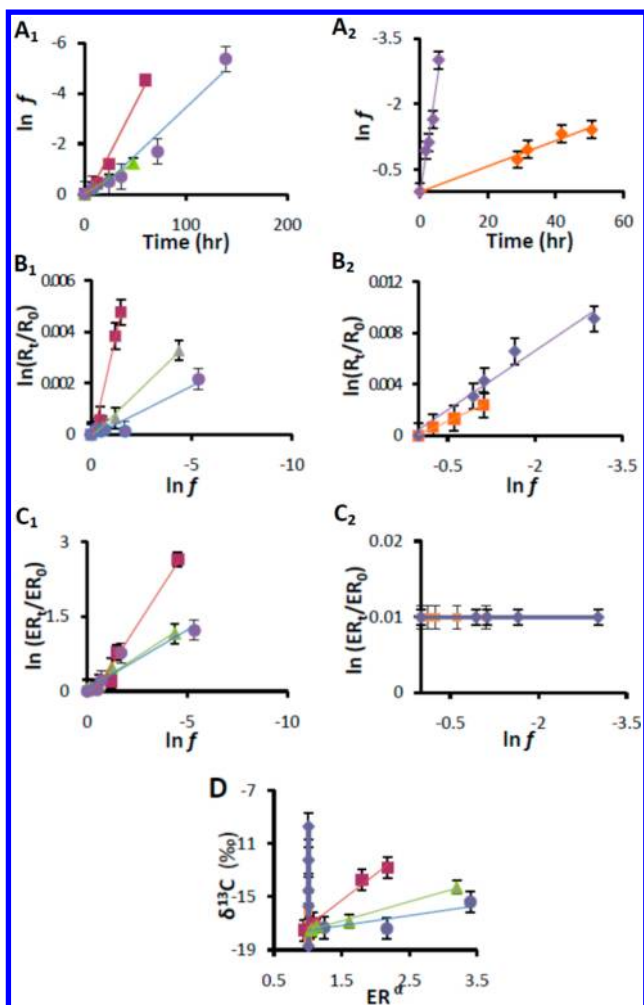 A₁
-6
-4
-2
0
ln f
0 100 200
Time (hr)
A₂
-3.5
-2
-0.5
ln f
0 20 40 60
Time (hr)
B₁
0.006
0.004
0.002
0
ln(Rₜ/R₀)
0 -5 -10
ln f
B₂
0.012
0.008
0.004
0
ln(Rₜ/R₀)
-0.5 -2 -3.5
ln f
C₁
3
1.5
0
ln (ERₜ/ER₀)
0 -5 -10
ln f
C₂
0.02
0.01
0
ln (ERₜ/ER₀)
-0.5 -2 -3.5
ln f
D
-7
-11
-15
-19
δ¹³C (‰)
0.5 1.5 2.5 3.5
ERᵈ